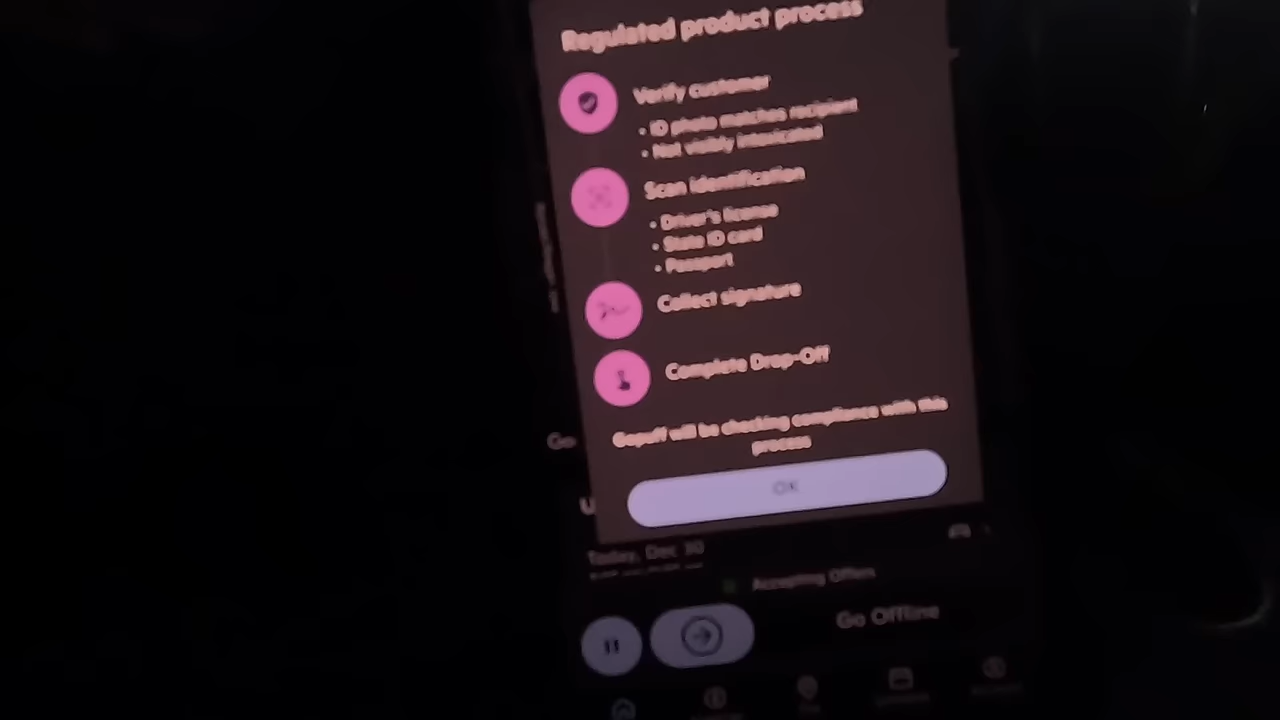 Regulated product process
Verify customer
• ID photo matches recipient
• Not visibly intoxicated
Scan identification
• Driver's license
• State ID card
• Passport
Collect signature
Complete Drop-Off
Gopuff will be checking compliance with this
process
OK
Go
U
Today, Dec 30
Accepting Offers
Go Offline